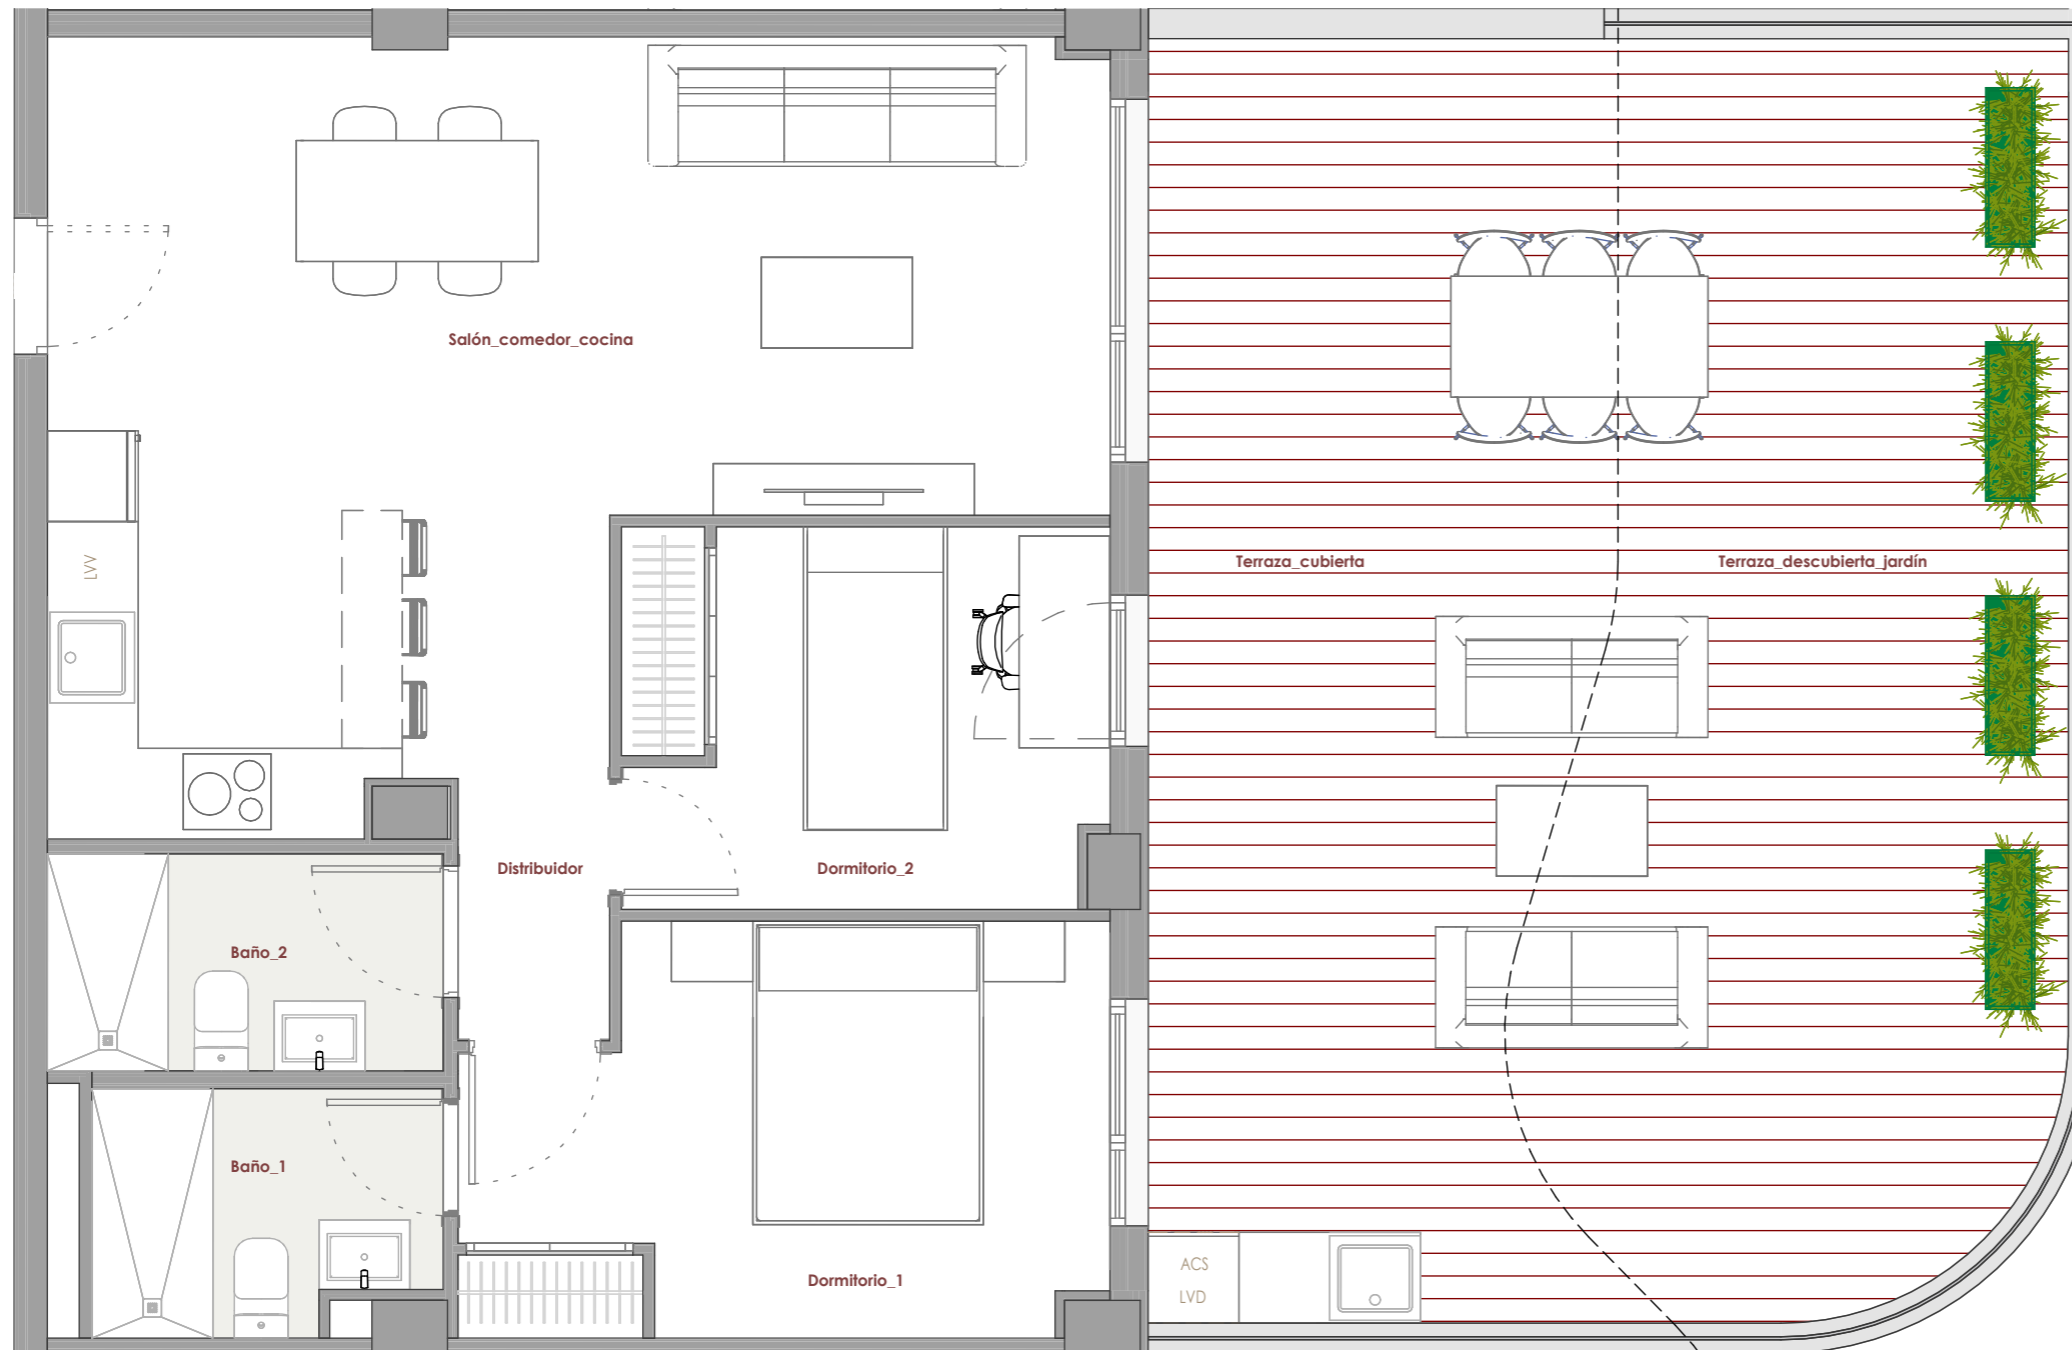 Salón_comedor_cocina
LVV
Terraza_cubierta
Terraza_descubierta_jardín
Distribuidor
Dormitorio_2
Baño_2
Baño_1
Dormitorio_1
ACS
LVD